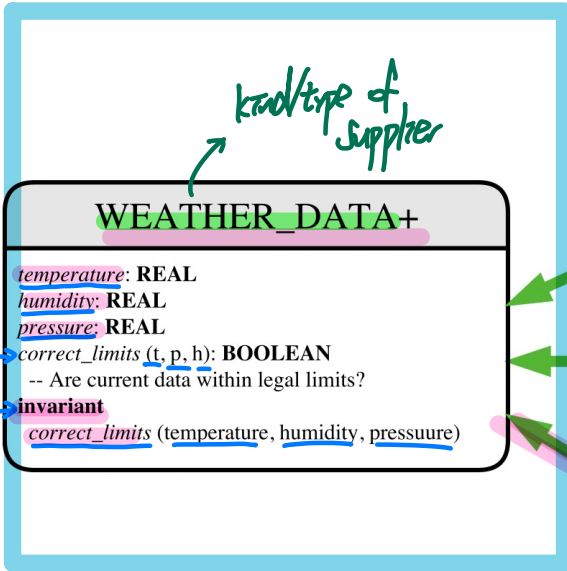 kind/type of
supplier
WEATHER_DATA+
temperature: REAL
humidity: REAL
pressure: REAL
correct_limits (t, p, h): BOOLEAN
-- Are current data within legal limits?
invariant
correct_limits (temperature, humidity, pressuure)